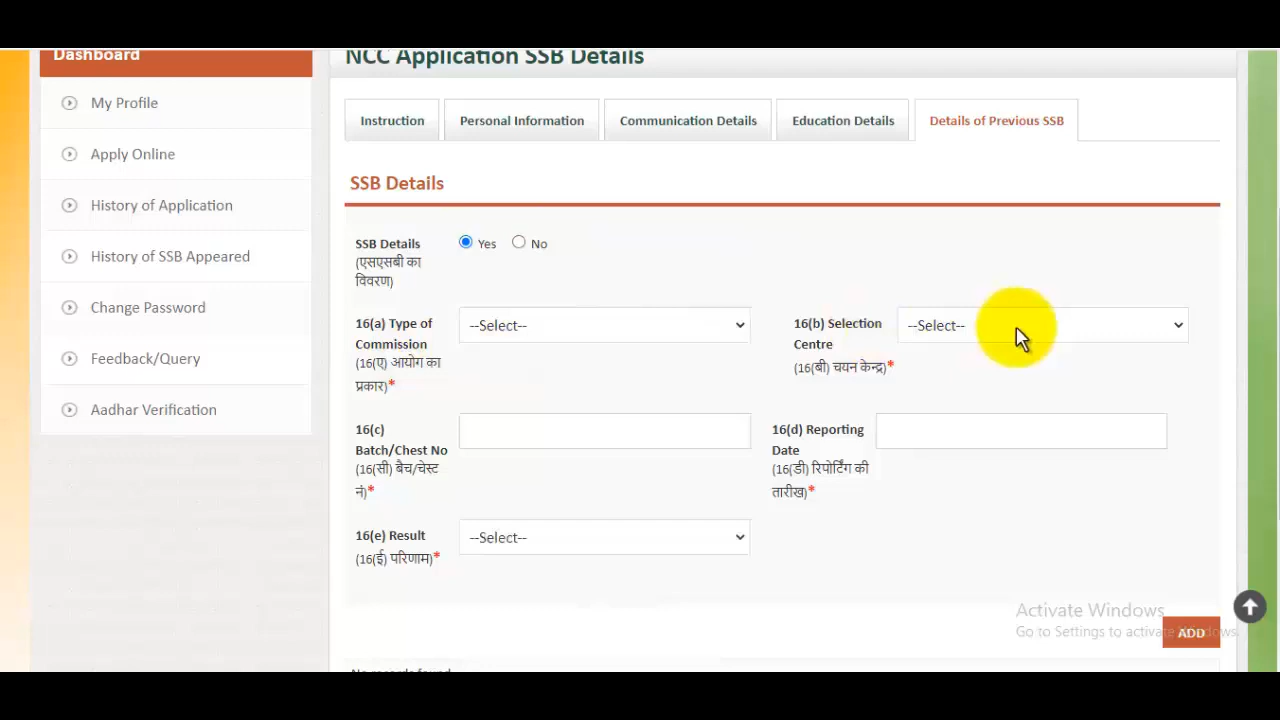 Dashboard
My Profile
Apply Online
History of Application
History of SSB Appeared
Change Password
Feedback/Query
Aadhar Verification
NCC Application SSB Details
Instruction
Personal Information
Communication Details
Education Details
Details of Previous SSB
SSB Details
SSB Details
(एसएसबी का
विवरण)
Yes
No
16(a) Type of
Commission
(16(ए) आयोग का
प्रकार)*
--Select--
16(b) Selection
Centre
(16(बी) चयन केन्द्र)*
--Select--
16(c)
Batch/Chest No
(16(सी) बैच/चेस्ट
नं)*
16(d) Reporting
Date
(16(डी) रिपोर्टिंग की
तारीख)*
16(e) Result
(16(ई) परिणाम)*
--Select--
Activate Windows
Go to Settings to activate Windows.
ADD
No records found